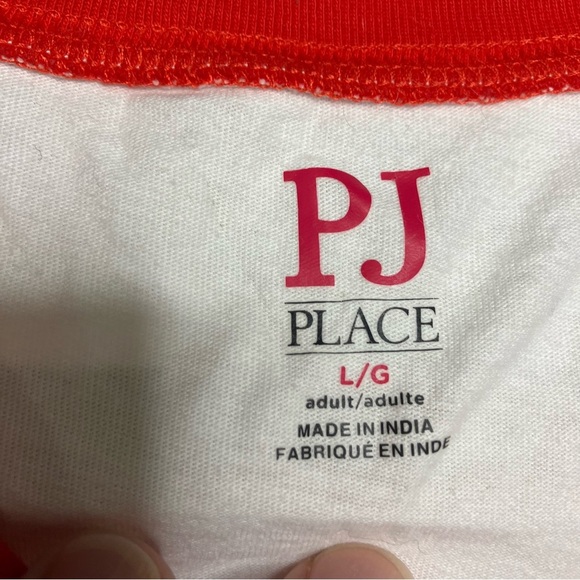 PJ
PLACE
L/G
adult/adulte
MADE IN INDIA
FABRIQUÉ EN INDE